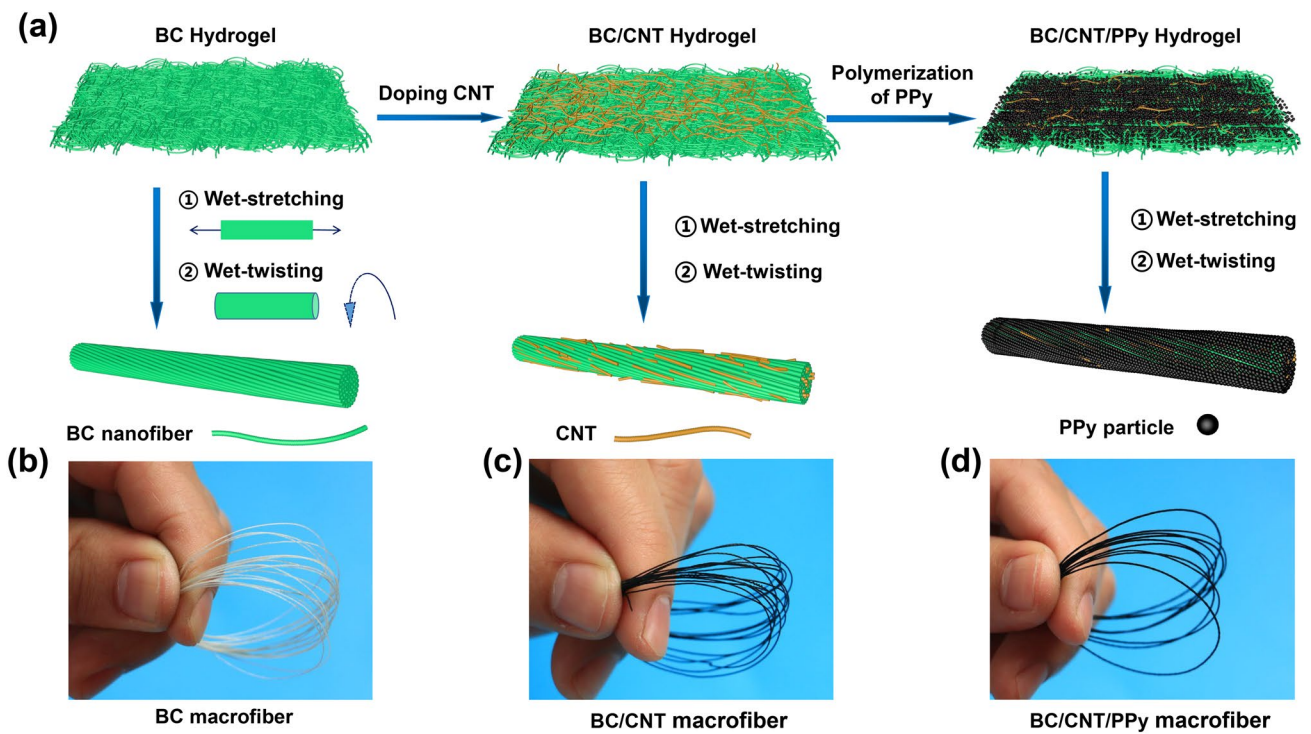 (a)
BC Hydrogel
BC/CNT Hydrogel
BC/CNT/PPy Hydrogel
Doping CNT
Polymerization
of PPy
① Wet-stretching
② Wet-twisting
① Wet-stretching
② Wet-twisting
① Wet-stretching
② Wet-twisting
BC nanofiber
CNT
PPy particle
(b)
(c)
(d)
BC macrofiber
BC/CNT macrofiber
BC/CNT/PPy macrofiber